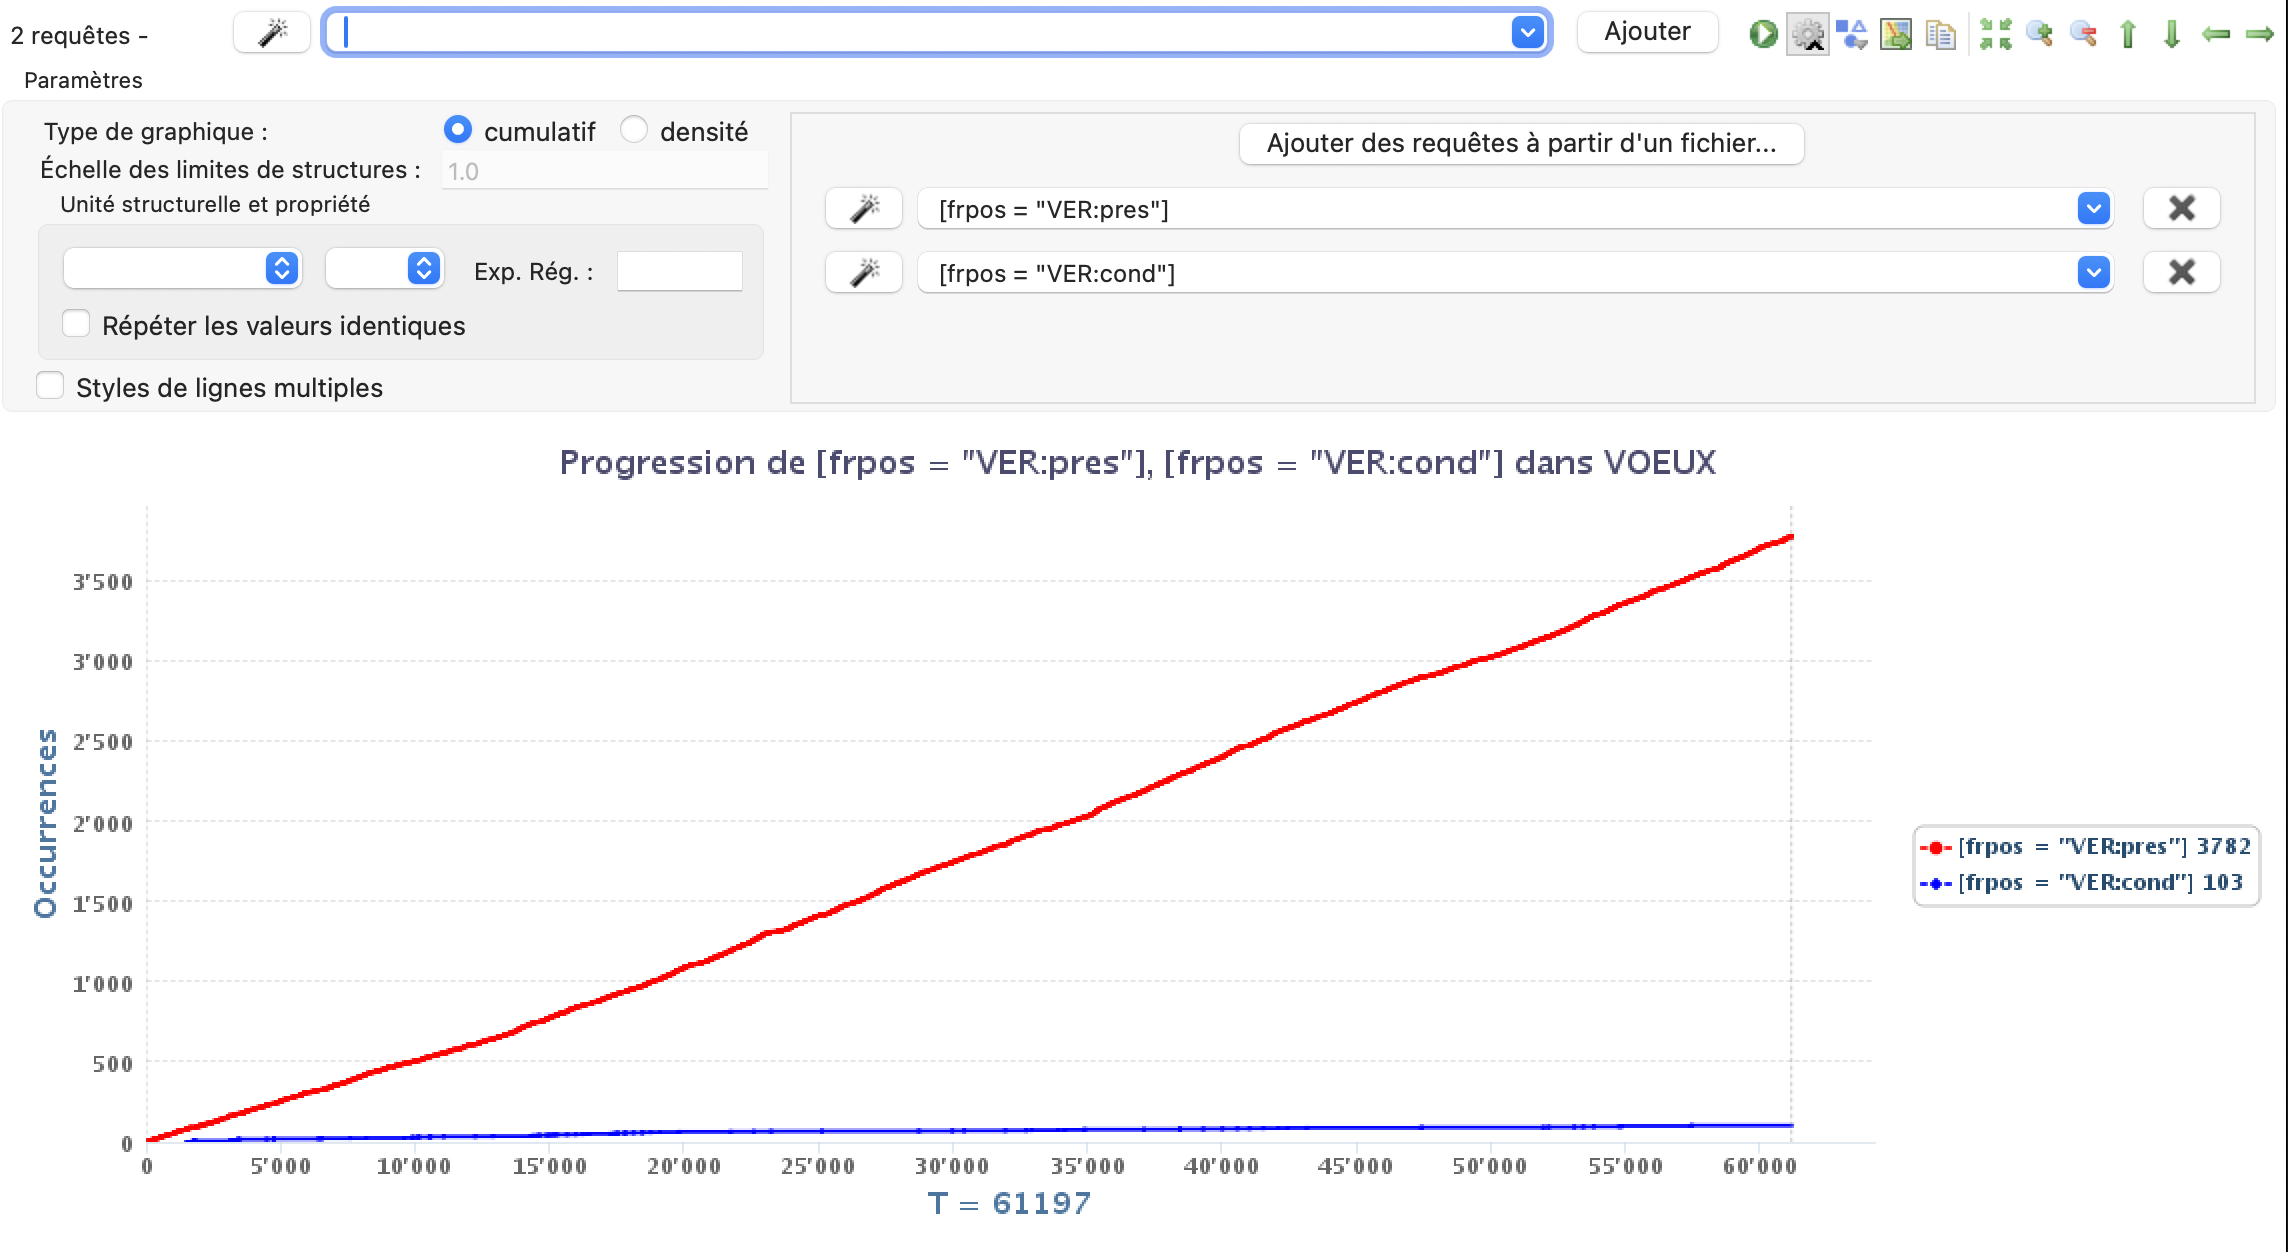 2 requêtes -
Ajouter
Paramètres
Type de graphique :
cumulatif
densité
Échelle des limites de structures :
1.0
Unité structurelle et propriété
Exp. Rég. :
Répéter les valeurs identiques
Styles de lignes multiples
Ajouter des requêtes à partir d'un fichier...
[frpos = "VER:pres"]
[frpos = "VER:cond"]
Progression de [frpos = "VER:pres"], [frpos = "VER:cond"] dans VOEUX
Occurrences
3'500
3'000
2'500
2'000
1'500
1'000
500
0
0 5'000 10'000 15'000 20'000 25'000 30'000 35'000 40'000 45'000 50'000 55'000 60'000
T = 61197
[frpos = "VER:pres"] 3782
[frpos = "VER:cond"] 103